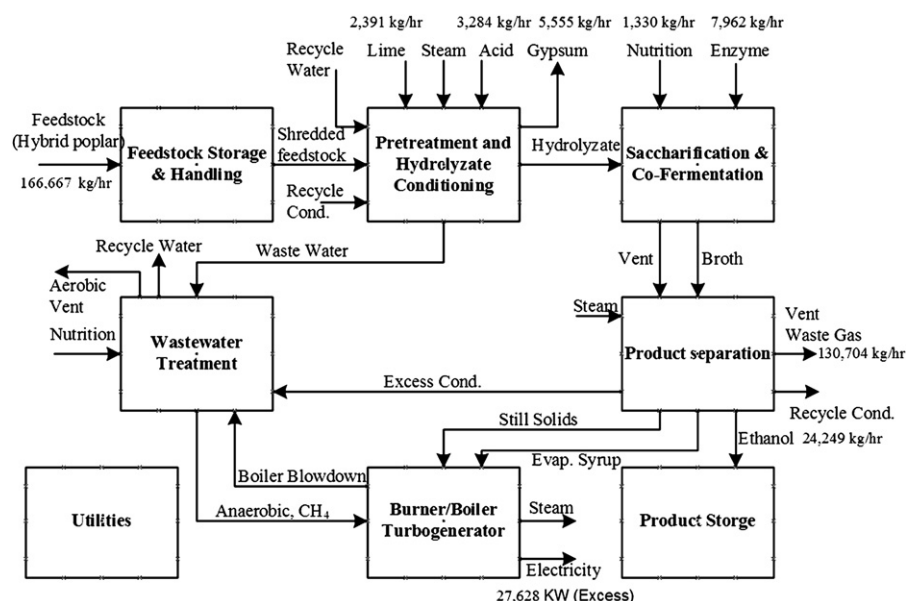 2,391 kg/hr
3,284 kg/hr
5,555 kg/hr
1,330 kg/hr
7,962 kg/hr
Recycle
Water
Lime
Steam
Acid
Gypsum
Nutrition
Enzyme
Feedstock
(Hybrid poplar)
166,667 kg/hr
Feedstock Storage
& Handling
Shredded
feedstock
Recycle
Cond.
Pretreatment and
Hydrolyzate
Conditioning
Hydrolyzate
Saccharification &
Co-Fermentation
Recycle Water
Waste Water
Vent
Broth
Aerobic
Vent
Nutrition
Wastewater
Treatment
Steam
Product separation
Vent
Waste Gas
130,704 kg/hr
Excess Cond.
Recycle Cond.
Still Solids
Ethanol 24,249 kg/hr
Evap. Syrup
Boiler Blowdown
Utilities
Anaerobic, CH₄
Burner/Boiler
Turbogenerator
Steam
Electricity
27,628 KW (Excess)
Product Storge